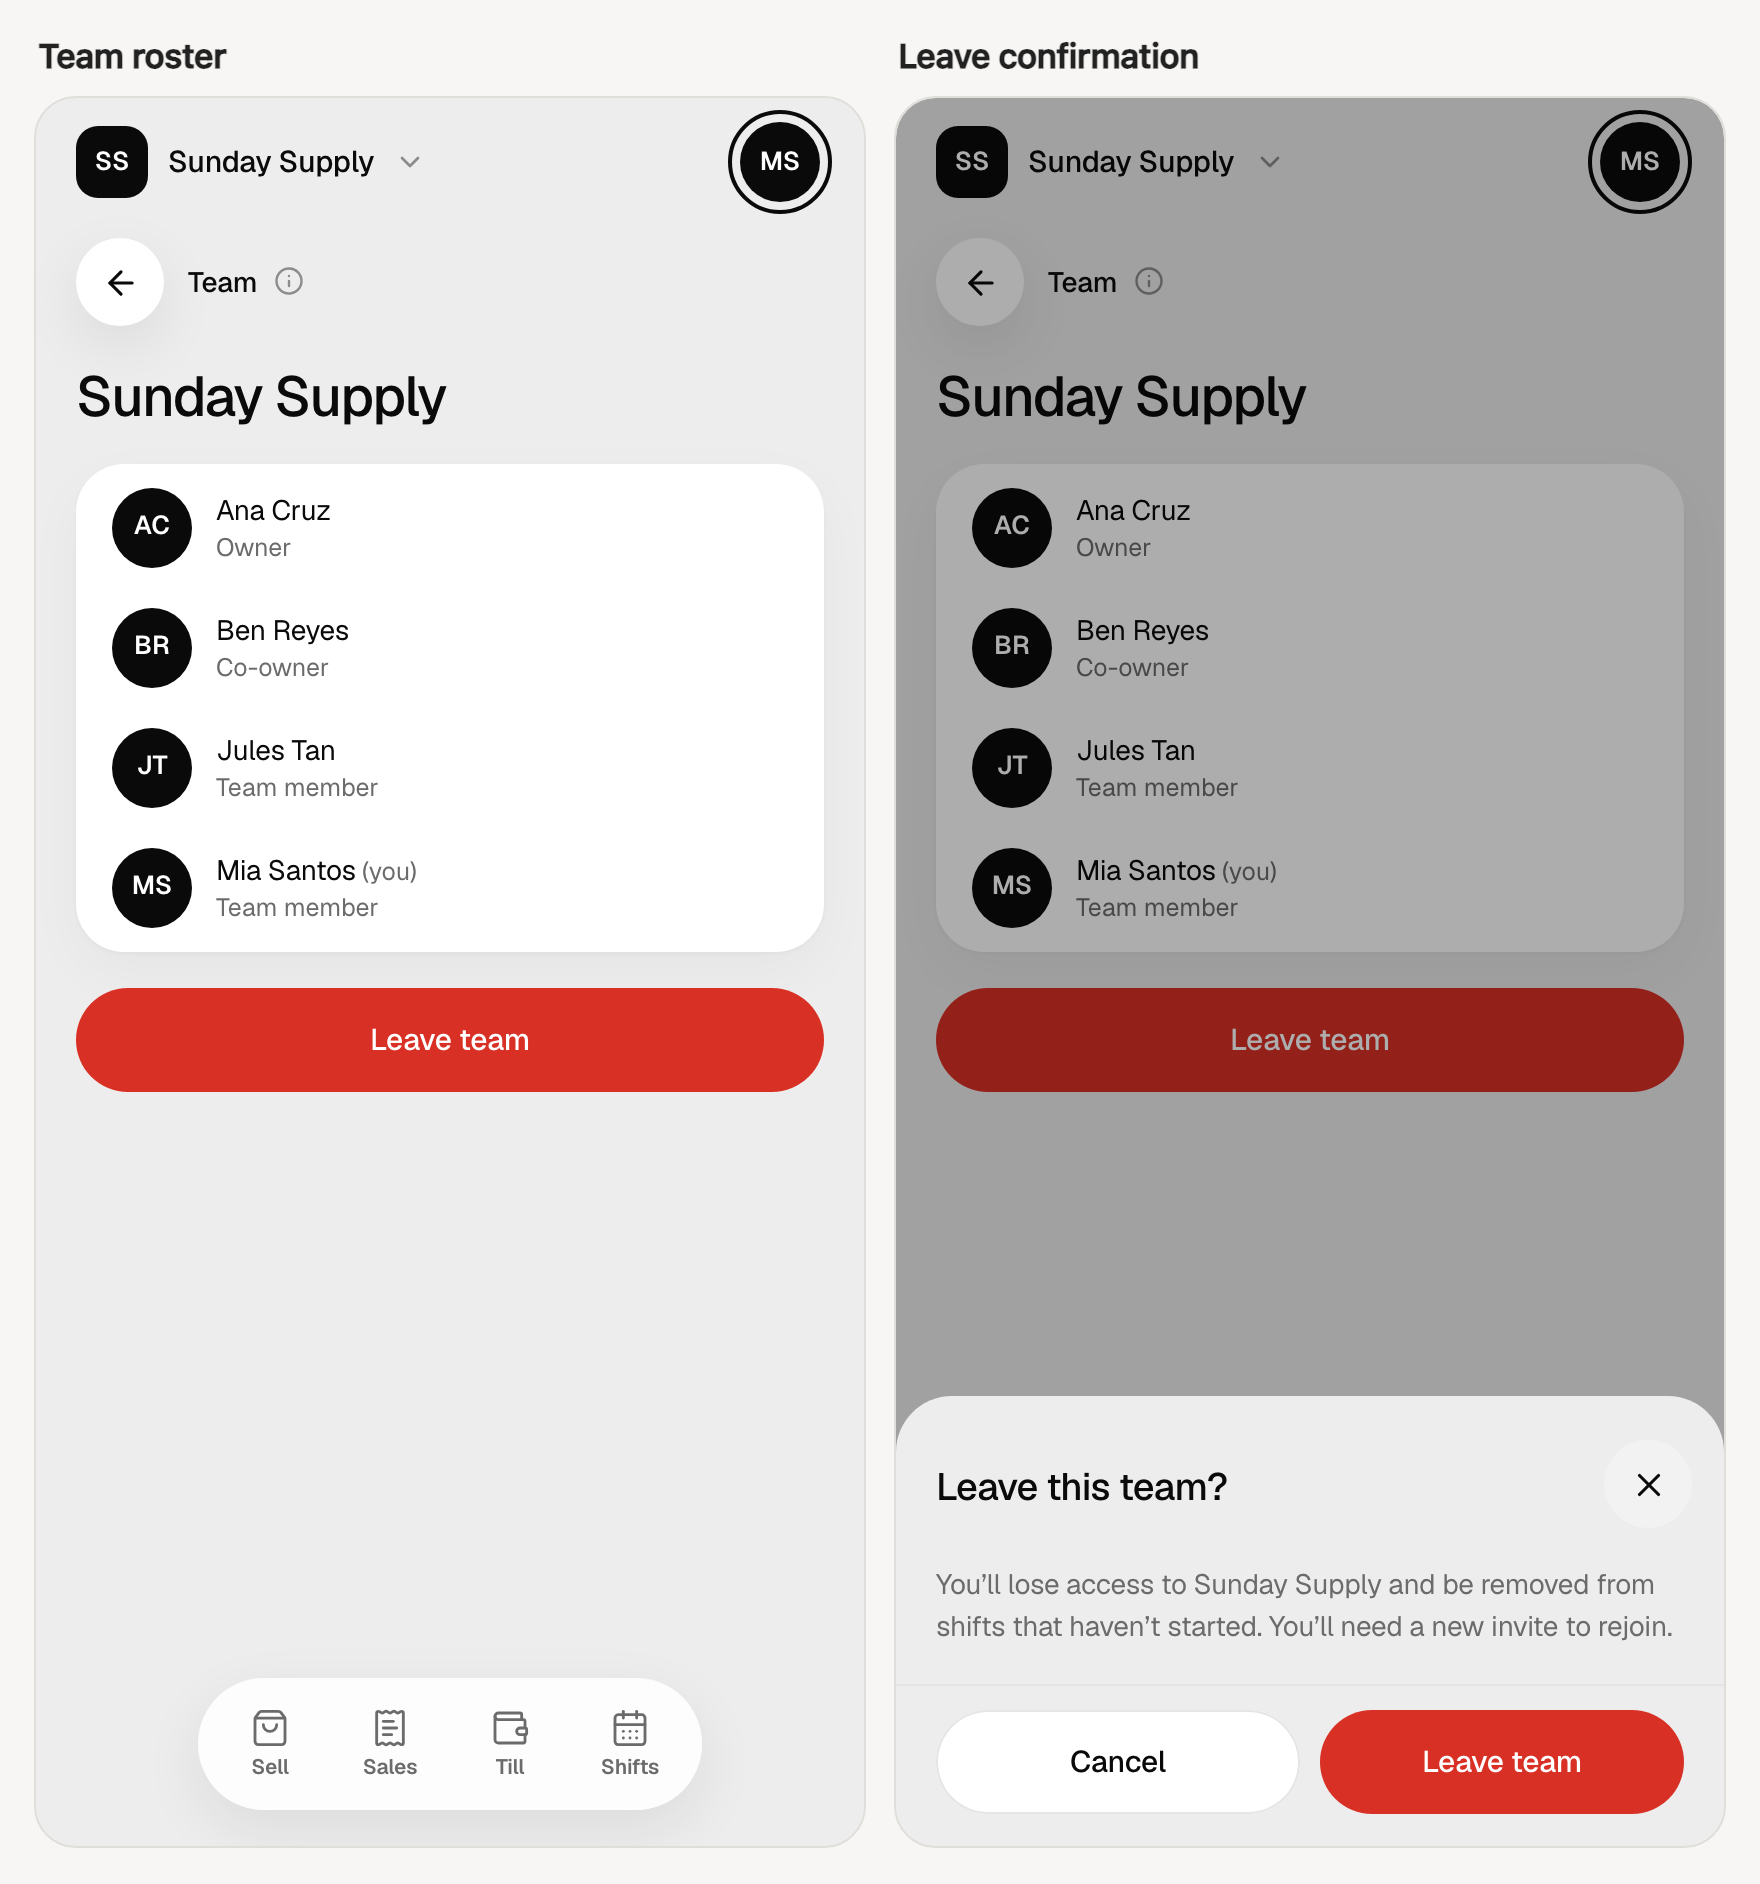 Team roster
SS Sunday Supply MS
Team
Sunday Supply
AC Ana Cruz
Owner
BR Ben Reyes
Co-owner
JT Jules Tan
Team member
MS Mia Santos (you)
Team member
Leave team
Sell Sales Till Shifts
Leave confirmation
SS Sunday Supply MS
Team
Sunday Supply
AC Ana Cruz
Owner
BR Ben Reyes
Co-owner
JT Jules Tan
Team member
MS Mia Santos (you)
Team member
Leave team
Leave this team?
You’ll lose access to Sunday Supply and be removed from
shifts that haven’t started. You’ll need a new invite to rejoin.
Cancel Leave team